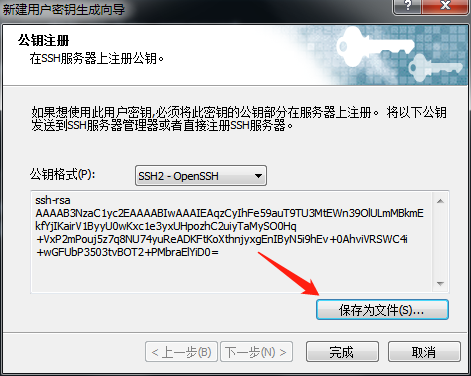 新建用户密钥生成向导
公钥注册
在SSH服务器上注册公钥。
如果想使用此用户密钥,必须将此密钥的公钥部分在服务器上注册。 将以下公钥
发送到SSH服务器管理器或者直接注册SSH服务器。
公钥格式(P):
SSH2 - OpenSSH
ssh-rsa
AAAAB3NzaC1yc2EAAAABIwAAAIEAqzCyIhFe59auT9TU3MtEWn39OlULmMBkmE
kfYjIKairV1ByyU0wKxc1e3yxUHpozhC2uiyTaMySO0Hq
+VxP2mPouj5z7q8NU74yuReADKFtKoXthnjyxgEnIByN5i9hEv+0AhviVRSWC4i
+wGFUbP3503tvBOT2+PMbraElYiD0=
保存为文件(S)...
< 上一步(B)
下一步(N) >
完成
取消